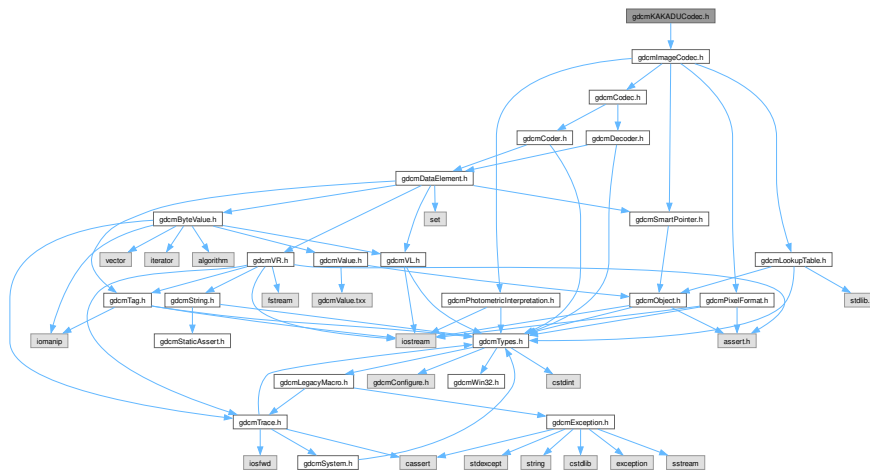 gdcmKAKADUCodec.h
gdcmImageCodec.h
gdcmCodec.h
gdcmCoder.h
gdcmDecoder.h
gdcmDataElement.h
gdcmByteValue.h
set
gdcmSmartPointer.h
vector
iterator
algorithm
gdcmVR.h
gdcmValue.h
gdcmVL.h
gdcmLookupTable.h
gdcmTag.h
gdcmString.h
fstream
gdcmValue.txx
gdcmPhotometricInterpretation.h
gdcmObject.h
gdcmPixelFormat.h
stdlib.
iomanip
gdcmStaticAssert.h
iostream
gdcmTypes.h
assert.h
gdcmLegacyMacro.h
gdcmConfigure.h
gdcmWin32.h
cstdint
gdcmTrace.h
gdcmException.h
iosfwd
gdcmSystem.h
cassert
stdexcept
string
cstdlib
exception
sstream